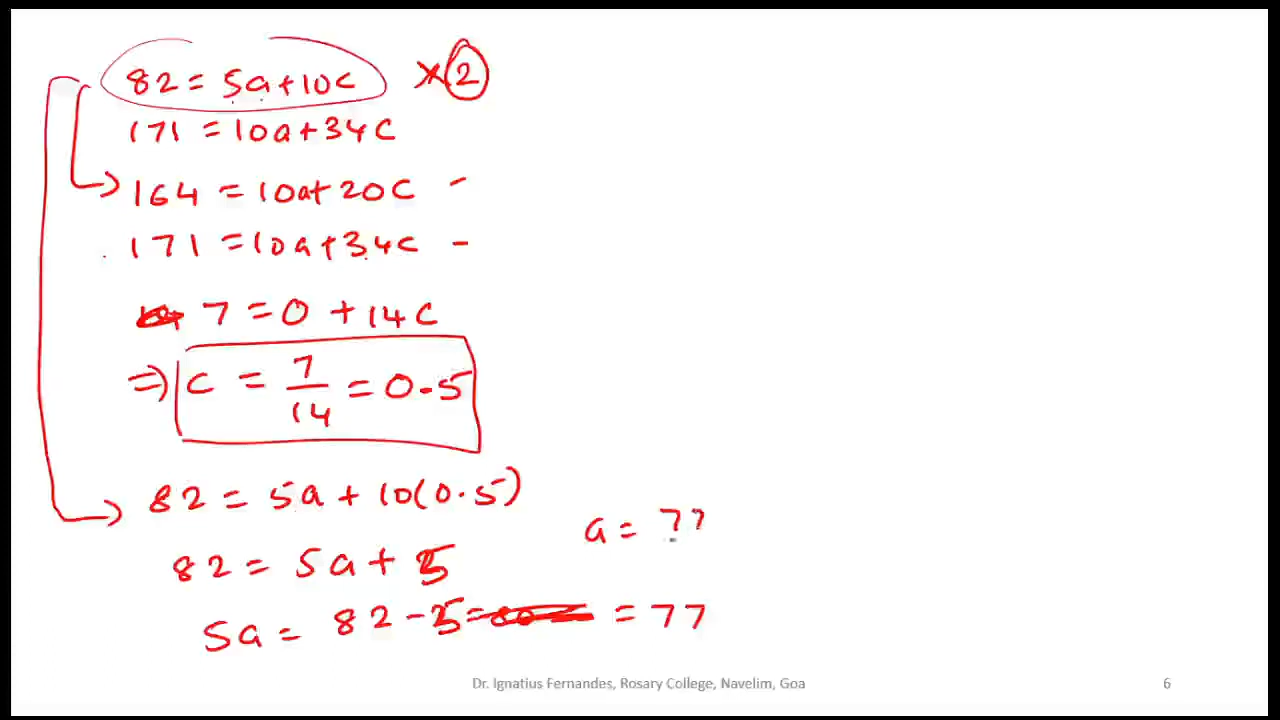 82 = 5a+10c ×2
171 = 10a+34c
164 = 10a+20c -
171 = 10a+34c -
7 = 0 + 14c
⇒ c = 7/14 = 0.5
82 = 5a + 10(0.5)
a = 77
82 = 5a + 5
5a = 82 - 5 = = 77
Dr. Ignatius Fernandes, Rosary College, Navelim, Goa
6